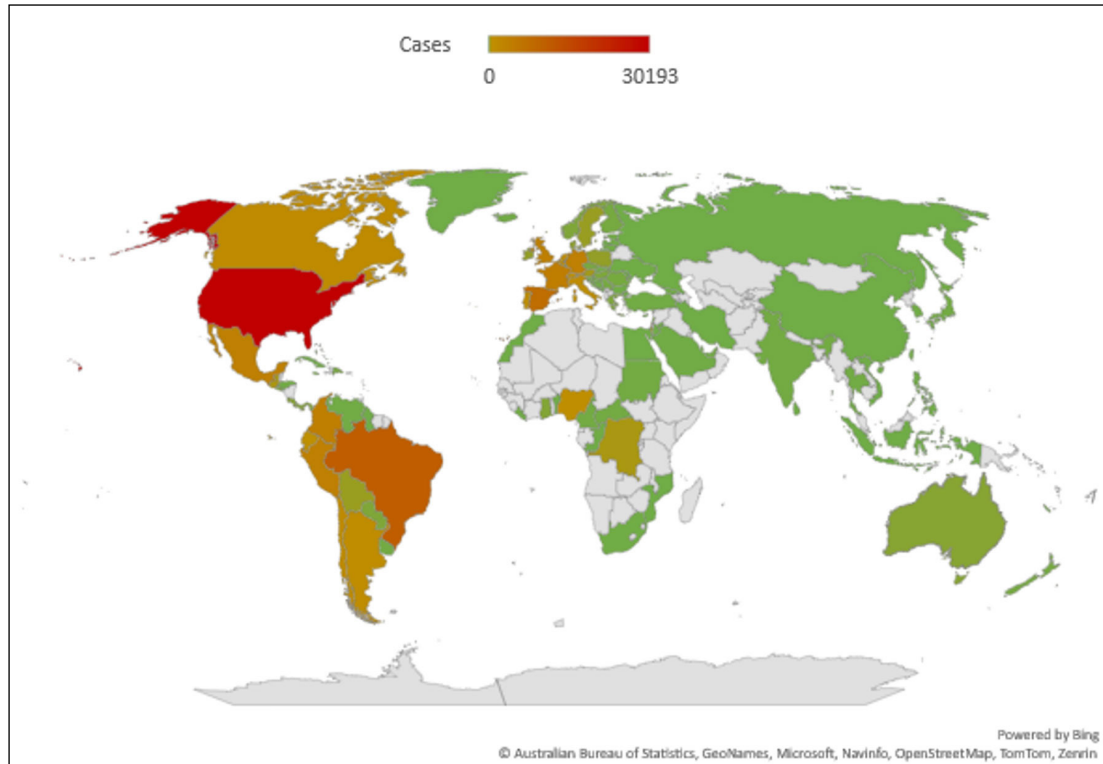 Cases
0 30193
Powered by Bing
© Australian Bureau of Statistics, GeoNames, Microsoft, Navinfo, OpenStreetMap, TomTom, Zenrin